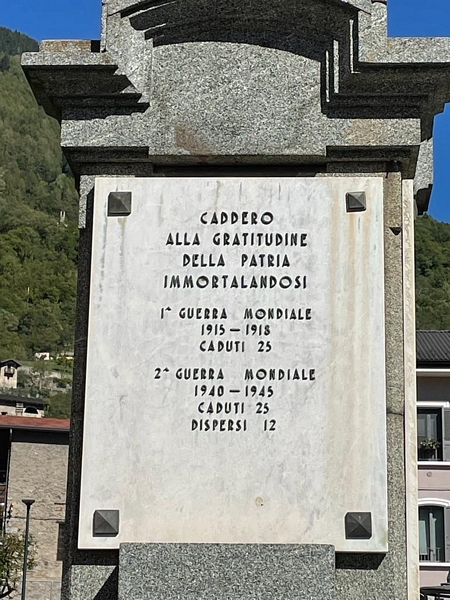 CADDERO
ALLA GRATITUDINE
DELLA PATRIA
IMMORTALANDOSI
1ª GUERRA MONDIALE
1915 — 1918
CADUTI 25
2ª GUERRA MONDIALE
1940 — 1945
CADUTI 25
DISPERSI 12